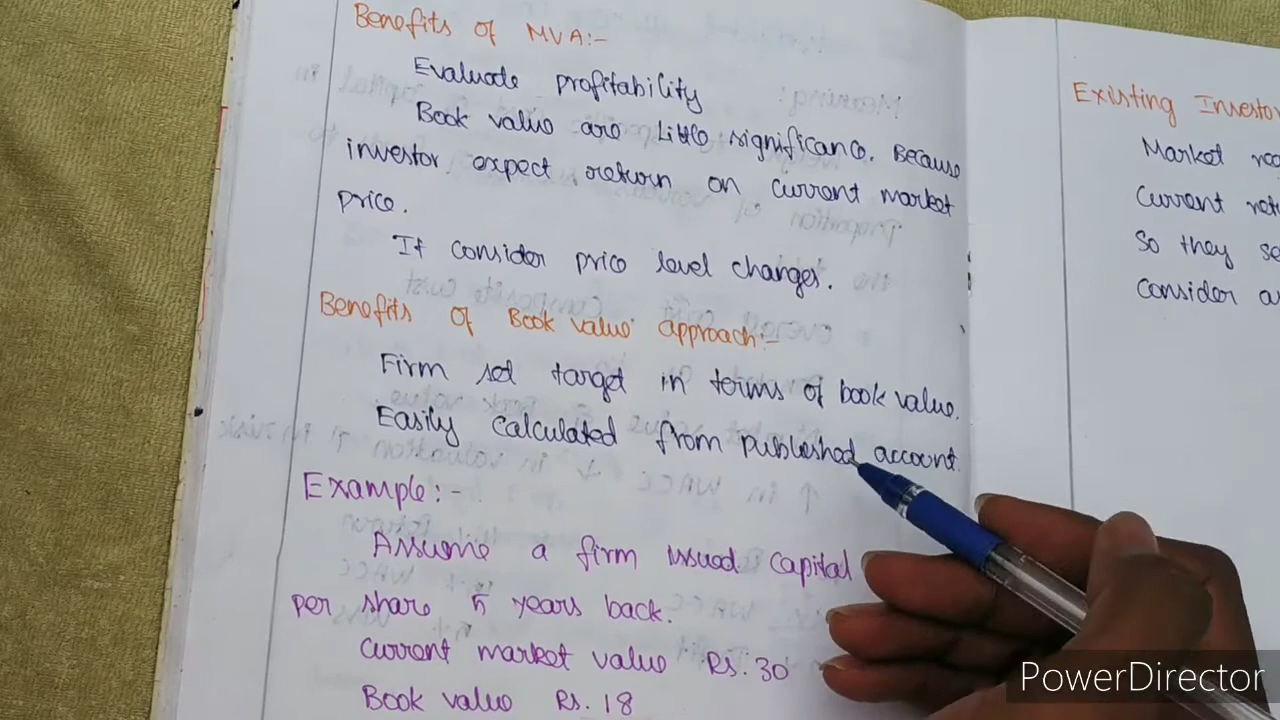 Benefits of MVA:-
Evaluate profitability
Book value are little significance. Because
investor expect return on current market
price.
It consider price level changes.
Benefits of Book value approach:-
Firm set target in terms of book value.
Easily calculated from published account.
Example:-
Assume a firm issued capital
per share 5 years back.
Current market value Rs. 30
Book value Rs. 18
Existing Investor
Market
Current
So they
Consider
PowerDirector